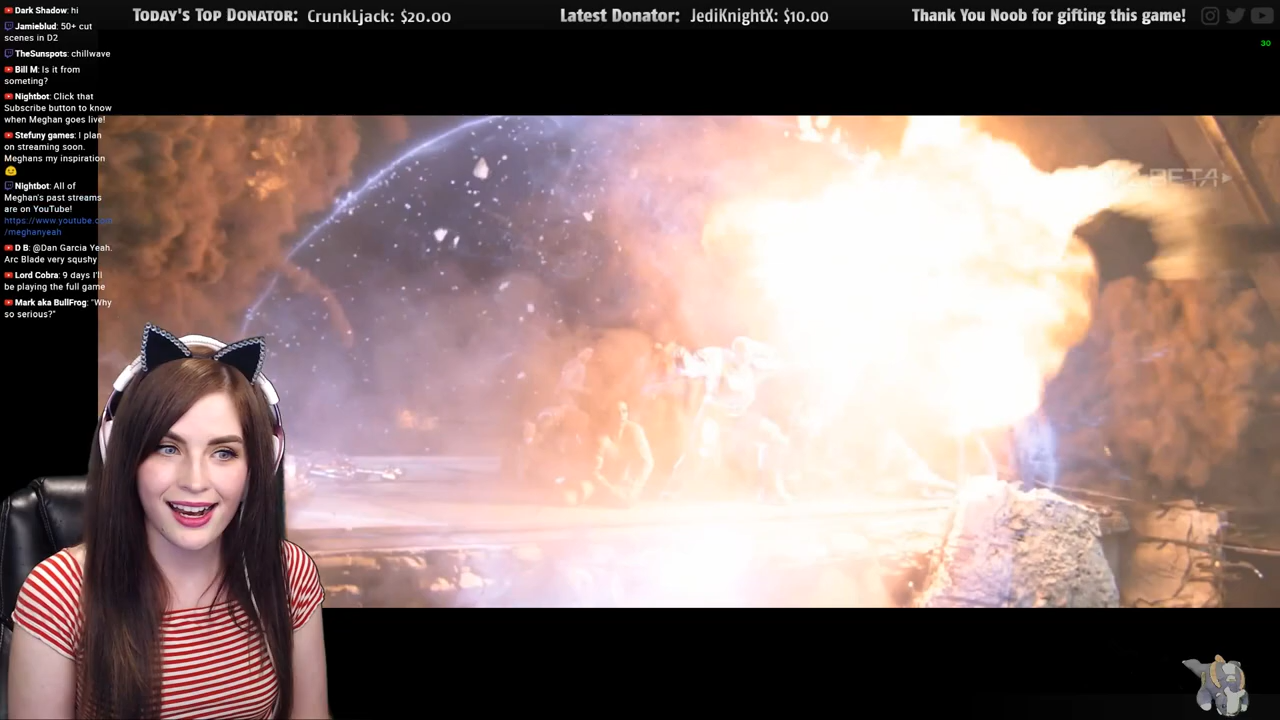 Today's Top Donator: CrunkLjack: $20.00
Latest Donator: JediKnightX: $10.00
Thank You Noob for gifting this game!
30
Dark Shadow: hi
Jamieblud: 50+ cut
scenes in D2
TheSunspots: chillwave
Bill M: Is it from
someting?
Nightbot: Click that
Subscribe button to know
when Meghan goes live!
Stefuny games: I plan
on streaming soon.
Meghans my inspiration
Nightbot: All of
Meghan's past streams
are on YouTube!
https://www.youtube.com
/meghanyeah
D B: @Dan Garcia Yeah.
Arc Blade very squshy
Lord Cobra: 9 days I'll
be playing the full game
Mark aka BullFrog: "Why
so serious?"
BETA